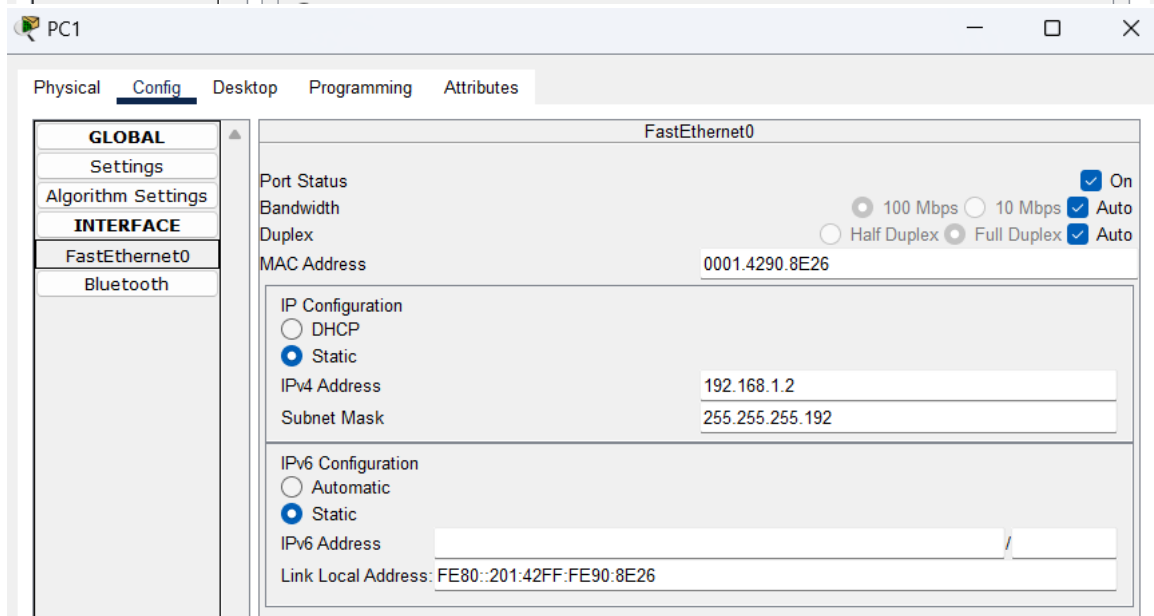 PC1
Physical Config Desktop Programming Attributes
GLOBAL
Settings
Algorithm Settings
INTERFACE
FastEthernet0
Bluetooth
FastEthernet0
Port Status On
Bandwidth 100 Mbps 10 Mbps Auto
Duplex Half Duplex Full Duplex Auto
MAC Address 0001.4290.8E26
IP Configuration
DHCP
Static
IPv4 Address 192.168.1.2
Subnet Mask 255.255.255.192
IPv6 Configuration
Automatic
Static
IPv6 Address /
Link Local Address: FE80::201:42FF:FE90:8E26